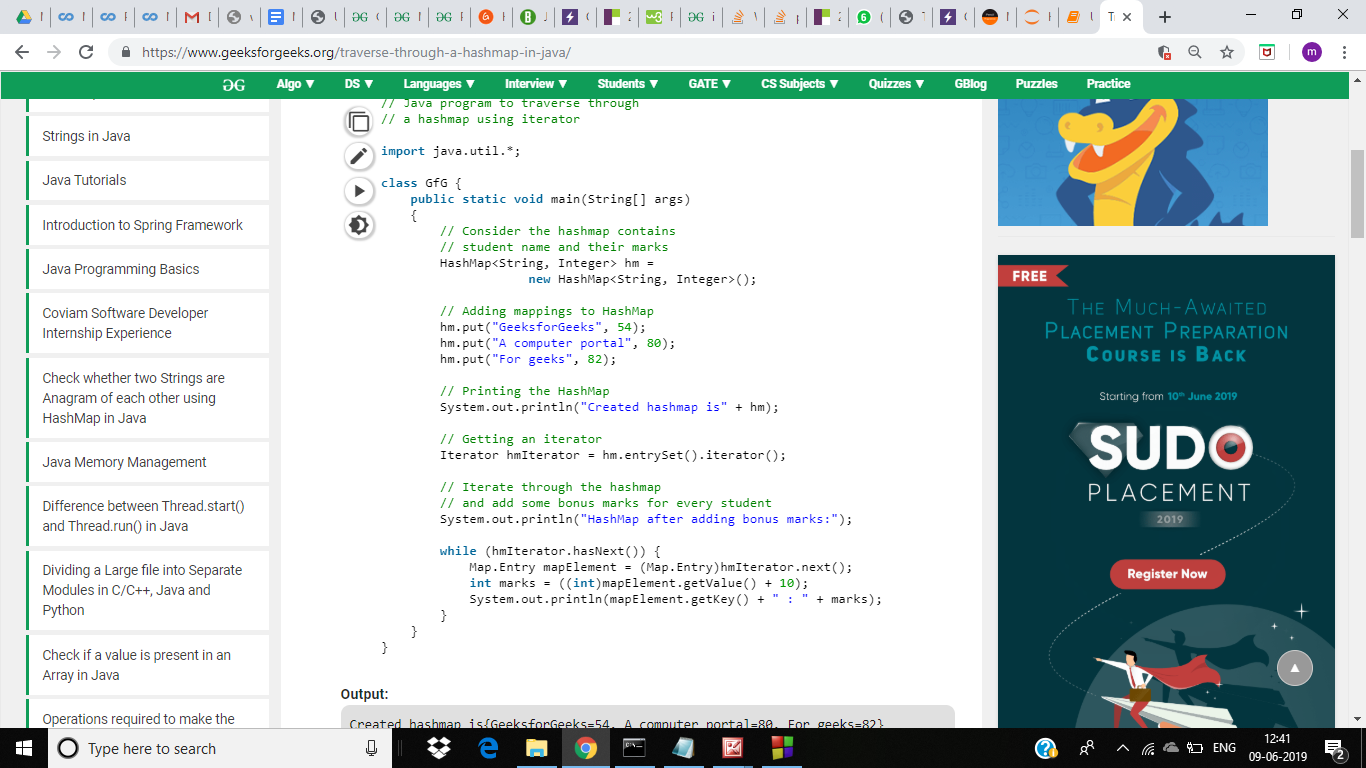 https://www.geeksforgeeks.org/traverse-through-a-hashmap-in-java/
Algo ▼ DS ▼ Languages ▼ Interview ▼ Students ▼ GATE ▼ CS Subjects ▼ Quizzes ▼ GBlog Puzzles Practice
Strings in Java
Java Tutorials
Introduction to Spring Framework
Java Programming Basics
Coviam Software Developer
Internship Experience
Check whether two Strings are
Anagram of each other using
HashMap in Java
Java Memory Management
Difference between Thread.start()
and Thread.run() in Java
Dividing a Large file into Separate
Modules in C/C++, Java and
Python
Check if a value is present in an
Array in Java
Operations required to make the
// Java program to traverse through
// a hashmap using iterator
import java.util.*;
class GfG {
public static void main(String[] args)
{
// Consider the hashmap contains
// student name and their marks
HashMap<String, Integer> hm =
new HashMap<String, Integer>();
// Adding mappings to HashMap
hm.put("GeeksforGeeks", 54);
hm.put("A computer portal", 80);
hm.put("For geeks", 82);
// Printing the HashMap
System.out.println("Created hashmap is" + hm);
// Getting an iterator
Iterator hmIterator = hm.entrySet().iterator();
// Iterate through the hashmap
// and add some bonus marks for every student
System.out.println("HashMap after adding bonus marks:");
while (hmIterator.hasNext()) {
Map.Entry mapElement = (Map.Entry)hmIterator.next();
int marks = ((int)mapElement.getValue() + 10);
System.out.println(mapElement.getKey() + " : " + marks);
}
}
}
Output:
Created hashmap is{GeeksforGeeks=54, A computer portal=80, For geeks=82}
FREE
The Much-Awaited
Placement Preparation
Course is Back
Starting from 10th June 2019
SUDO
PLACEMENT
2019
Register Now
Type here to search
ENG
12:41
09-06-2019
2